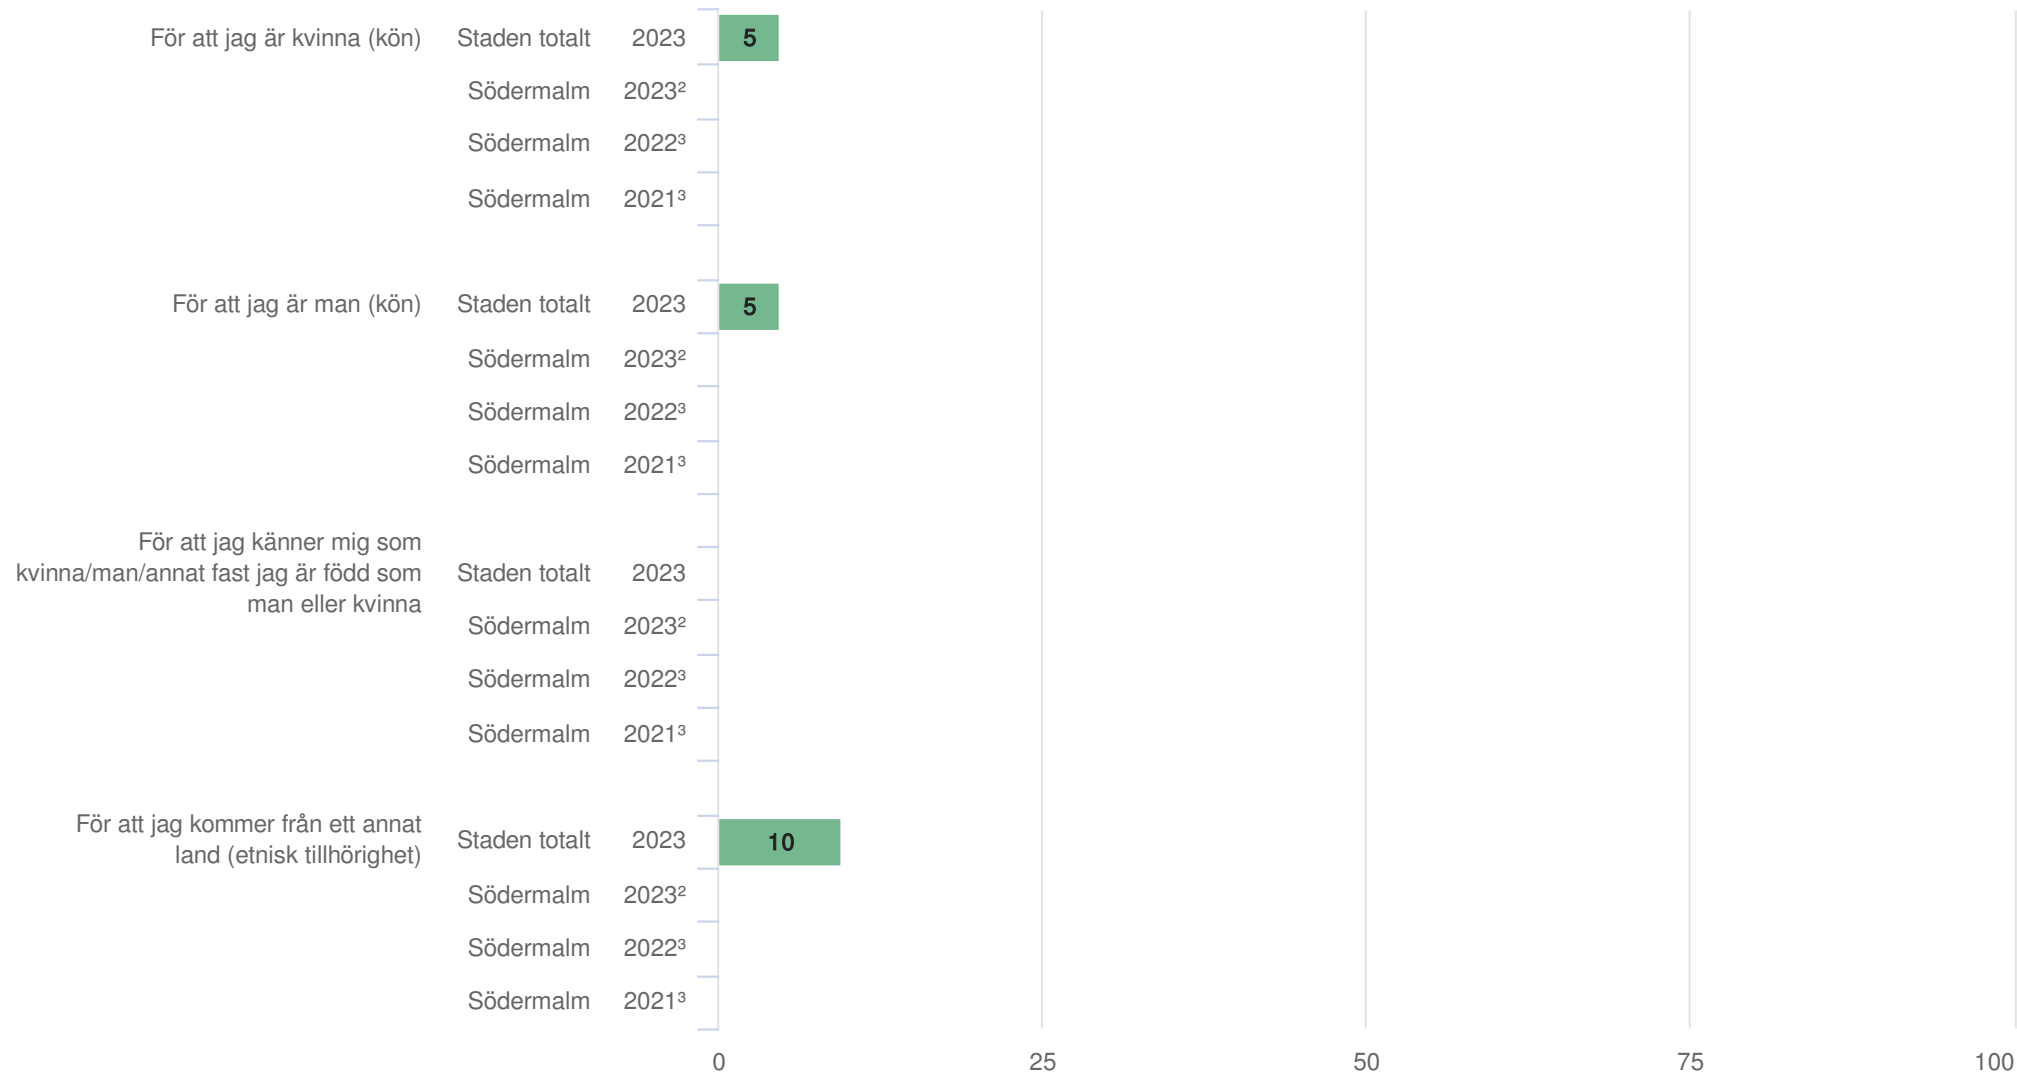 För att jag är kvinna (kön) Staden totalt 2023 5
Södermalm 2023²
Södermalm 2022³
Södermalm 2021³
För att jag är man (kön) Staden totalt 2023 5
Södermalm 2023²
Södermalm 2022³
Södermalm 2021³
För att jag känner mig som
kvinna/man/annat fast jag är född som Staden totalt 2023
man eller kvinna
Södermalm 2023²
Södermalm 2022³
Södermalm 2021³
För att jag kommer från ett annat
land (etnisk tillhörighet) Staden totalt 2023 10
Södermalm 2023²
Södermalm 2022³
Södermalm 2021³
0 25 50 75 100